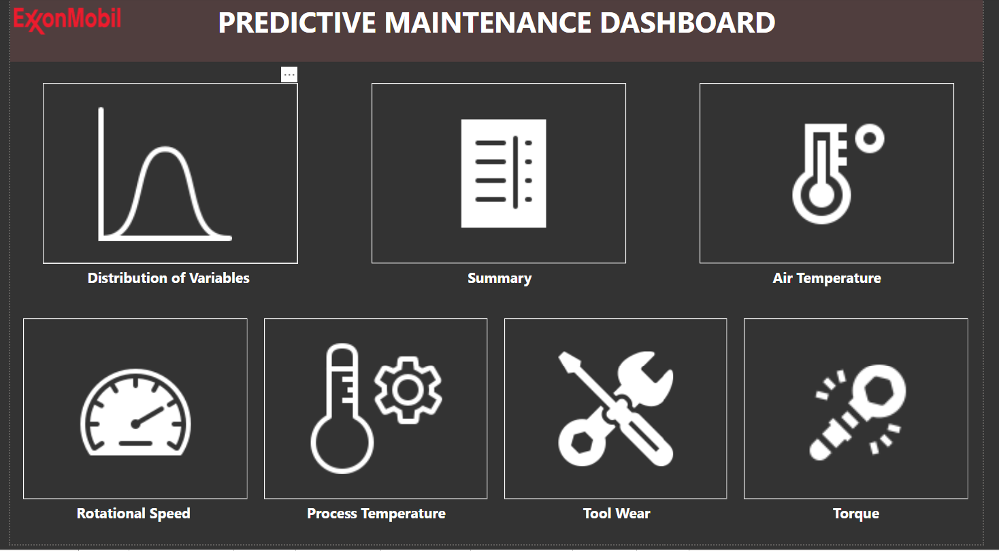 ExxonMobil
PREDICTIVE MAINTENANCE DASHBOARD
Distribution of Variables
Summary
Air Temperature
Rotational Speed
Process Temperature
Tool Wear
Torque